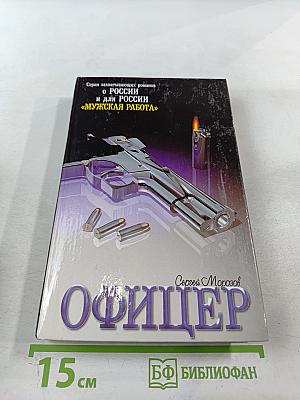 Серия захватывающих романов
о РОССИИ
и для РОССИИ
«МУЖСКАЯ РАБОТА»
Сергей Морозов
ОФИЦЕР
15 см
БФ БИБЛИОФАН